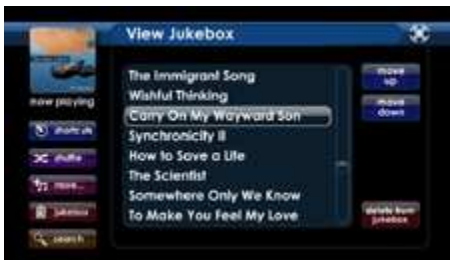 View Jukebox
now playing
shortcuts
shuffle
more...
jukebox
search
The Immigrant Song
Wishful Thinking
Carry On My Wayward Son
Synchronicity II
How to Save a Life
The Scientist
Somewhere Only We Know
To Make You Feel My Love
move
up
move
down
delete from
jukebox